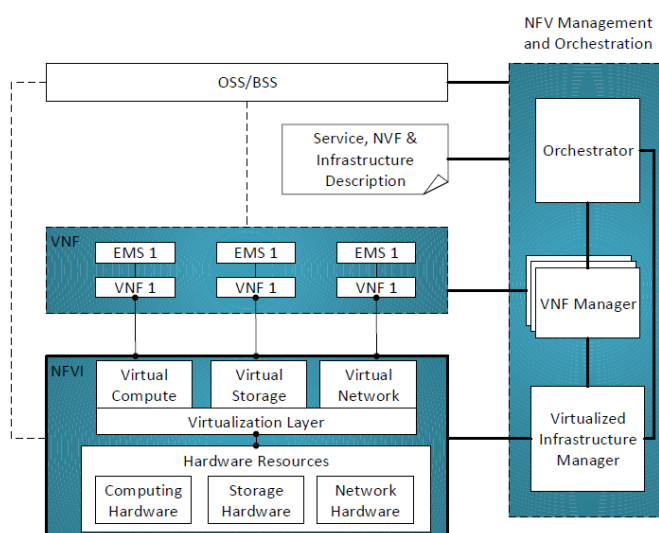 NFV Management
and Orchestration
OSS/BSS
Service, NVF &
Infrastructure
Description
Orchestrator
VNF
EMS 1
EMS 1
EMS 1
VNF 1
VNF 1
VNF 1
VNF Manager
NFVI
Virtual
Compute
Virtual
Storage
Virtual
Network
Virtualization Layer
Virtualized
Infrastructure
Manager
Hardware Resources
Computing
Hardware
Storage
Hardware
Network
Hardware